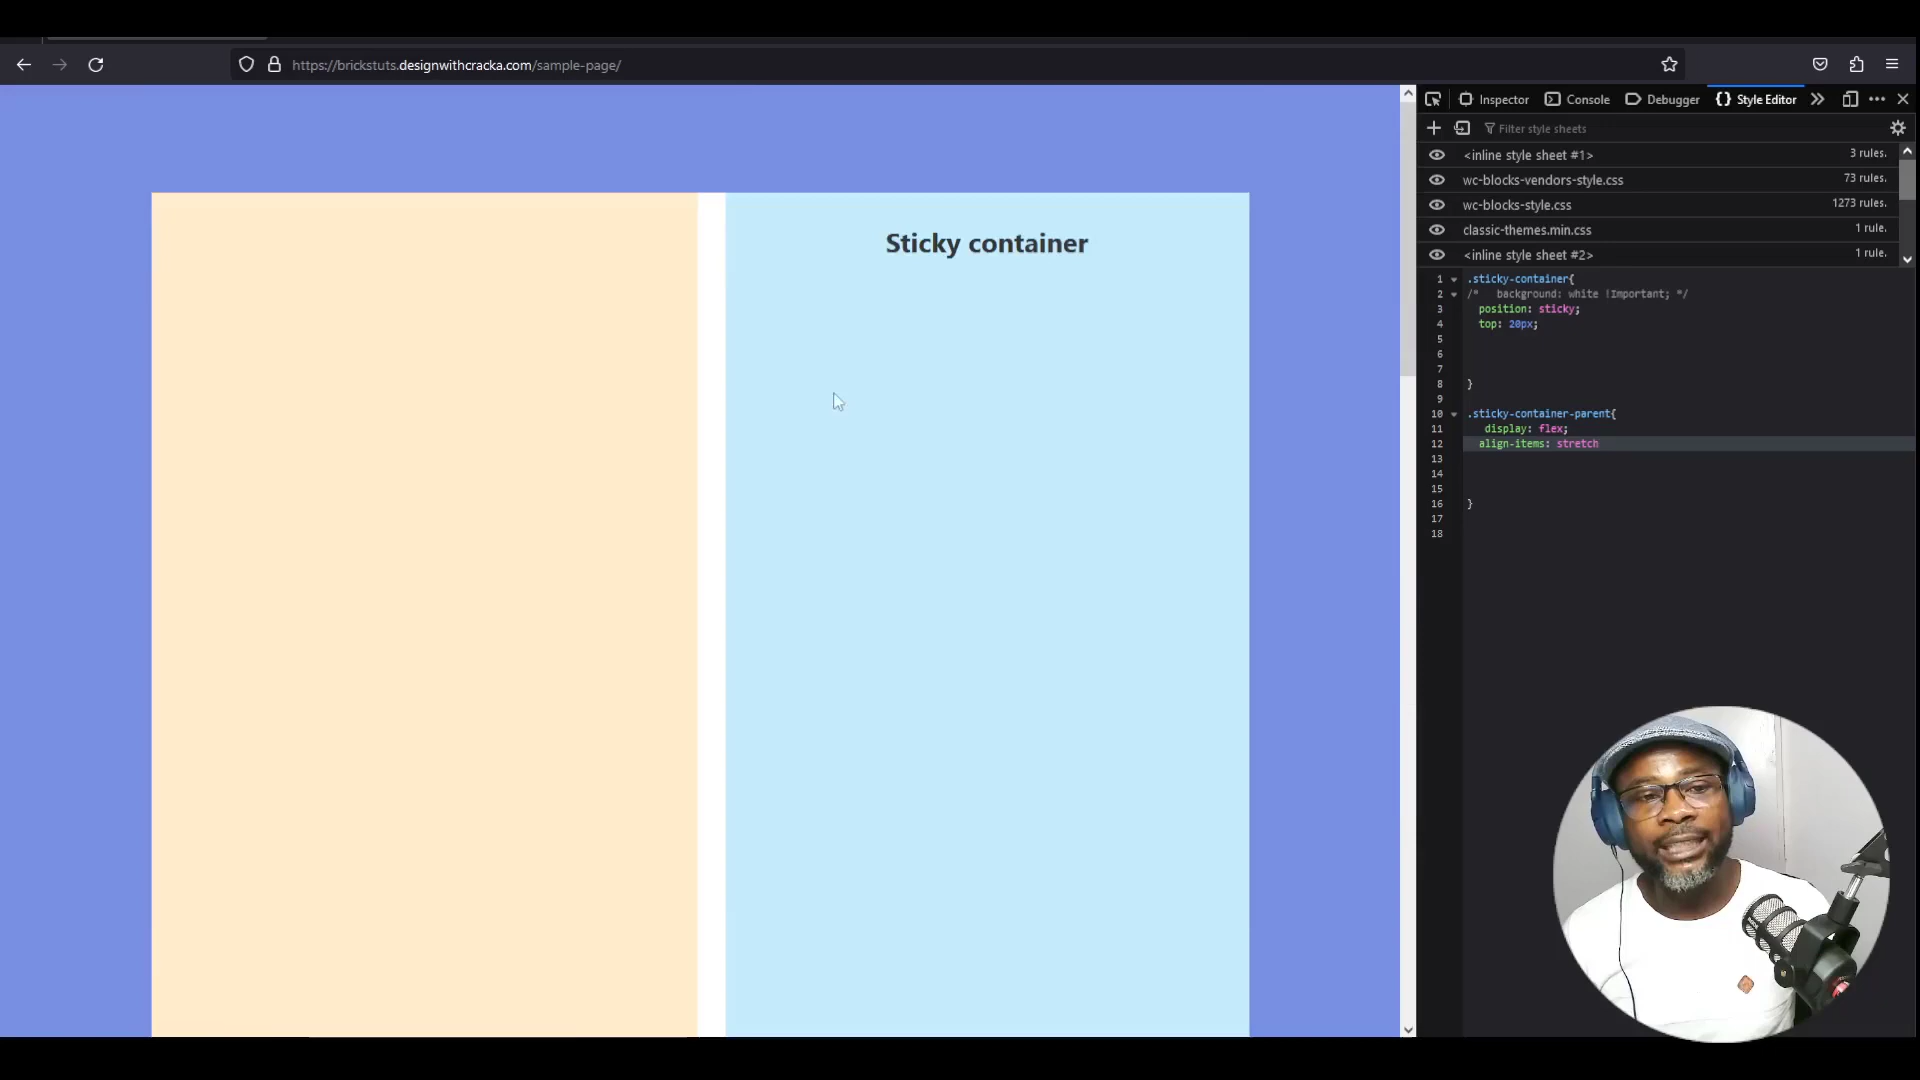 https://brickstuts.designwithcracka.com/sample-page/
Inspector
Console
Debugger
{} Style Editor
Filter style sheets
<inline style sheet #1> 3 rules.
wc-blocks-vendors-style.css 73 rules.
wc-blocks-style.css 1273 rules.
classic-themes.min.css 1 rule.
<inline style sheet #2> 1 rule.
Sticky container
1 .sticky-container{
2 /* background: white !Important; */
3 position: sticky;
4 top: 20px;
5
6
7
8 }
9
10 .sticky-container-parent{
11 display: flex;
12 align-items: stretch
13
14
15
16 }
17
18